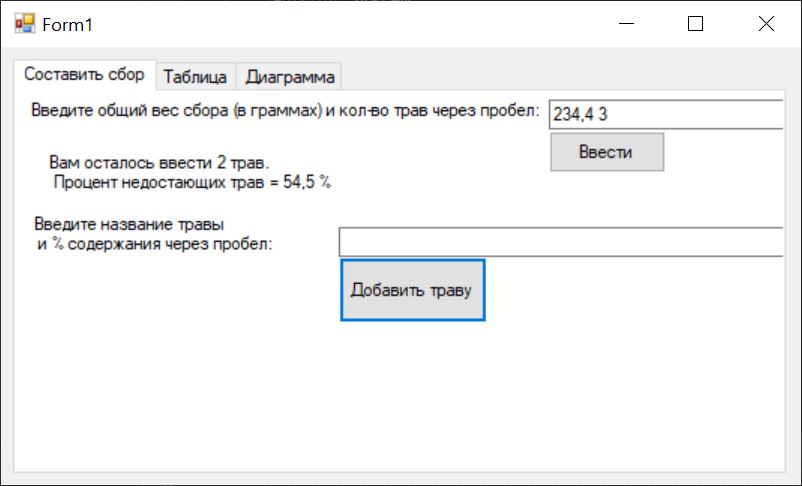 Form1
Составить сбор Таблица Диаграмма
Введите общий вес сбора (в граммах) и кол-во трав через пробел: 234,4 3
Ввести
Вам осталось ввести 2 трав.
Процент недостающих трав = 54,5 %
Введите название травы
и % содержания через пробел:
Добавить траву